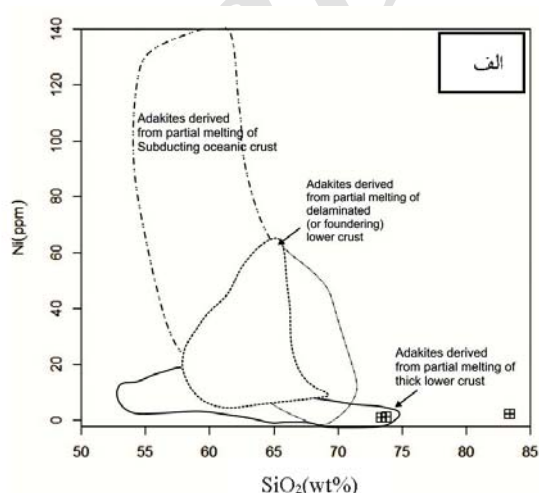 الف
140
120
100
80
60
40
20
0
Ni(ppm)
Adakites derived
from partial melting of
Subducting oceanic crust
Adakites derived
from partial melting of
delaminated
(or foundering)
lower crust
Adakites derived
from partial melting of
thick lower crust
50 55 60 65 70 75 80 85
SiO₂(wt%)